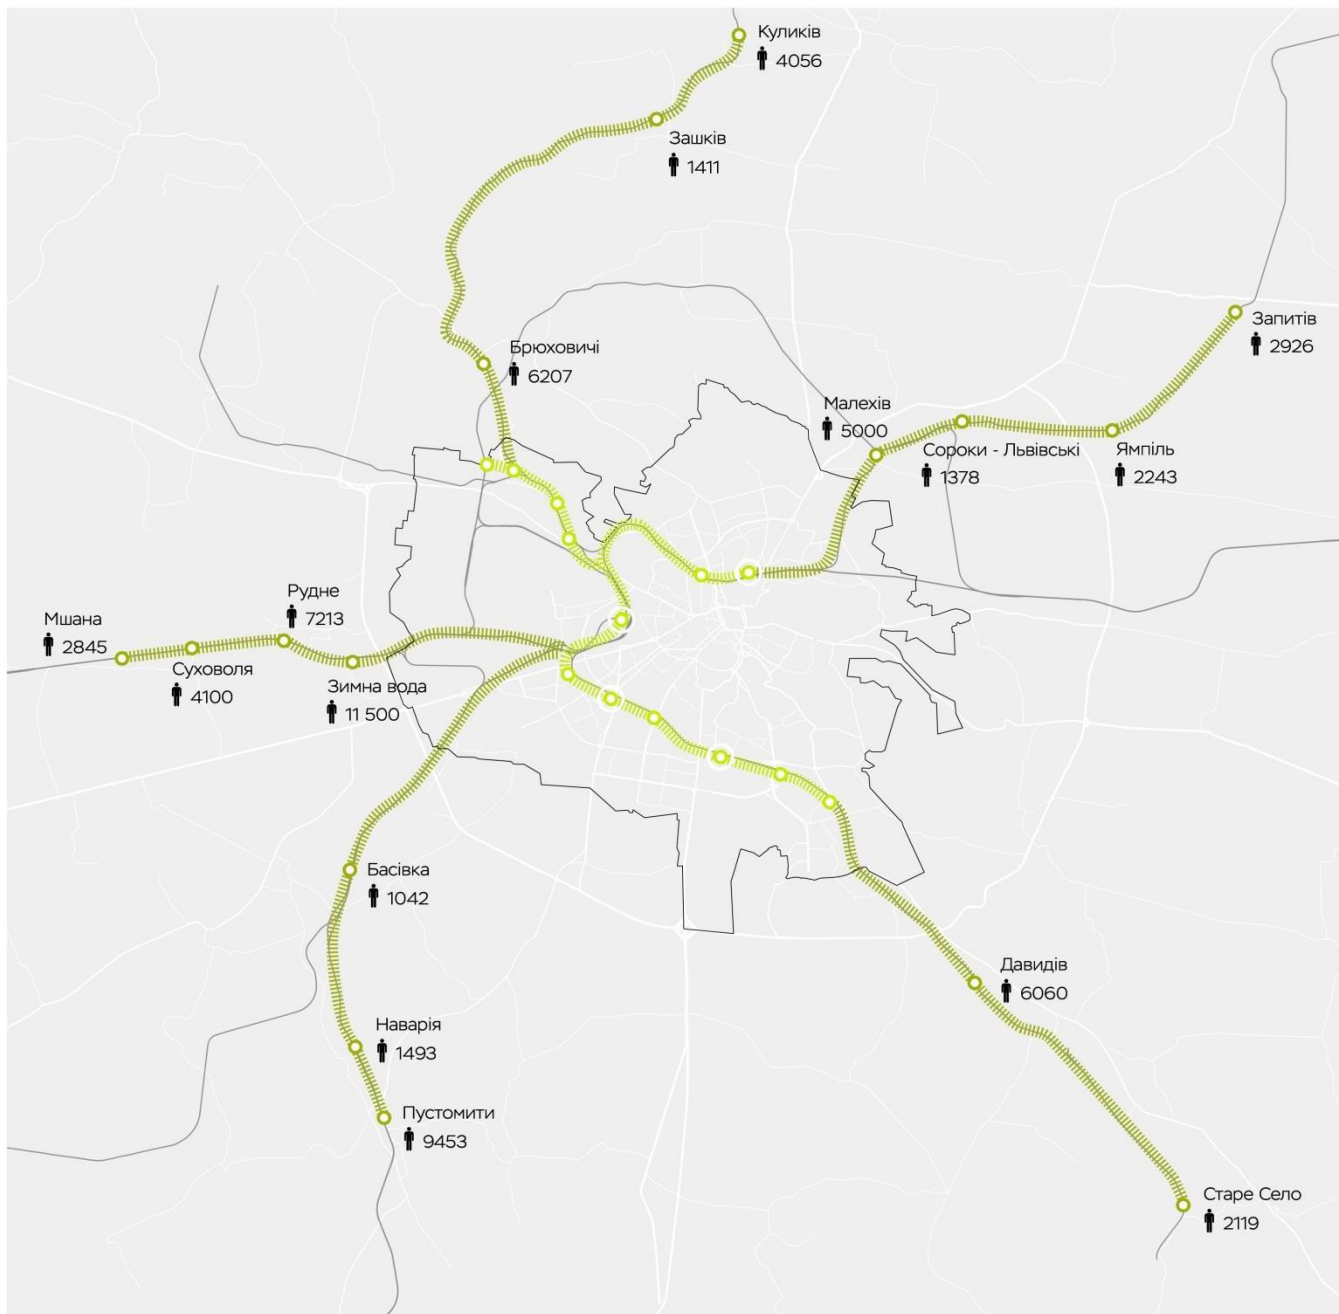 Куликів
4056
Зашків
1411
Запитів
2926
Брюховичі
6207
Малехів
5000
Сороки - Львівські
1378
Ямпіль
2243
Рудне
7213
Мшана
2845
Суховоля
4100
Зимна вода
11 500
Басівка
1042
Давидів
6060
Наварія
1493
Пустомити
9453
Старе Село
2119